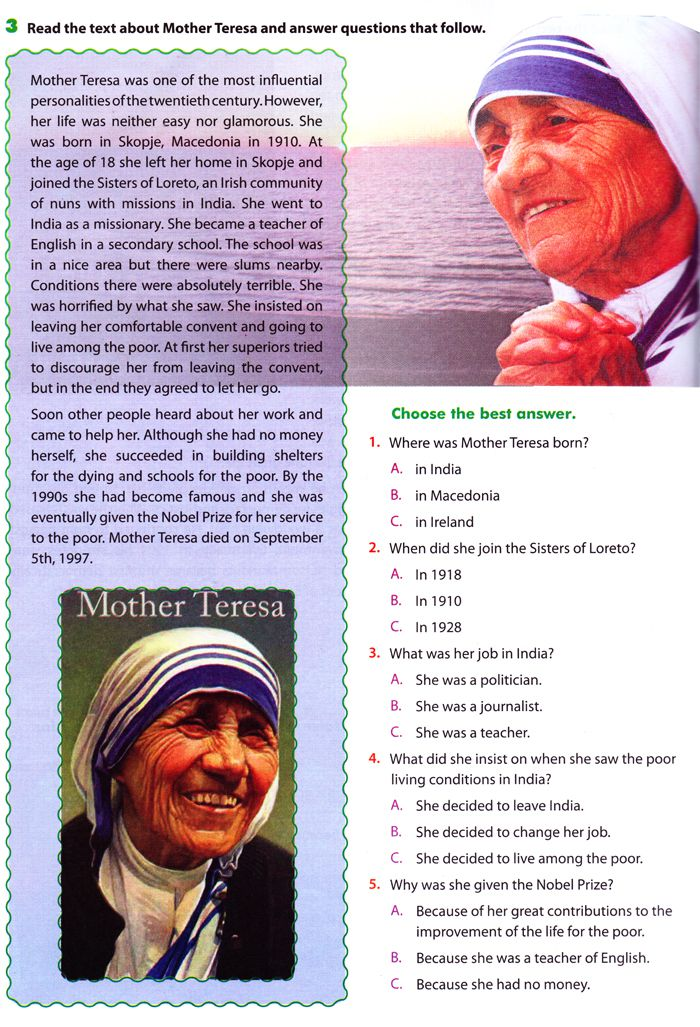 3 Read the text about Mother Teresa and answer questions that follow.
Mother Teresa was one of the most influential
personalities of the twentieth century. However,
her life was neither easy nor glamorous. She
was born in Skopje, Macedonia in 1910. At
the age of 18 she left her home in Skopje and
joined the Sisters of Loreto, an Irish community
of nuns with missions in India. She went to
India as a missionary. She became a teacher of
English in a secondary school. The school was
in a nice area but there were slums nearby.
Conditions there were absolutely terrible. She
was horrified by what she saw. She insisted on
leaving her comfortable convent and going to
live among the poor. At first her superiors tried
to discourage her from leaving the convent,
but in the end they agreed to let her go.
Soon other people heard about her work and
came to help her. Although she had no money
herself, she succeeded in building shelters
for the dying and schools for the poor. By the
1990s she had become famous and she was
eventually given the Nobel Prize for her service
to the poor. Mother Teresa died on September
5th, 1997.
Mother Teresa
Choose the best answer.
1. Where was Mother Teresa born?
A. in India
B. in Macedonia
C. in Ireland
2. When did she join the Sisters of Loreto?
A. In 1918
B. In 1910
C. In 1928
3. What was her job in India?
A. She was a politician.
B. She was a journalist.
C. She was a teacher.
4. What did she insist on when she saw the poor
living conditions in India?
A. She decided to leave India.
B. She decided to change her job.
C. She decided to live among the poor.
5. Why was she given the Nobel Prize?
A. Because of her great contributions to the
improvement of the life for the poor.
B. Because she was a teacher of English.
C. Because she had no money.